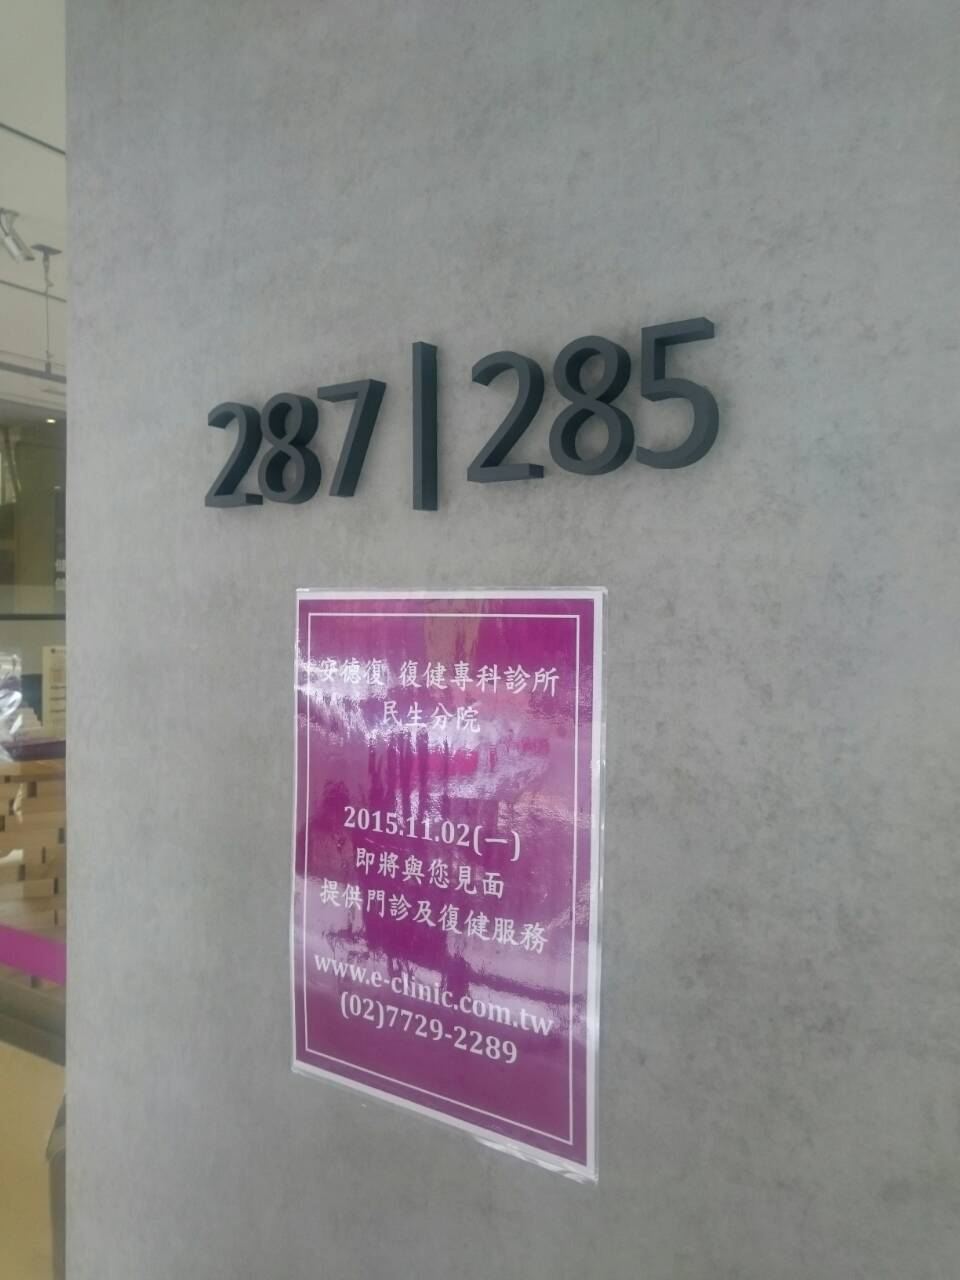 287|285
安德復 復健專科診所
民生分院
2015.11.02(一)
即將與您見面
提供門診及復健服務
www.e-clinic.com.tw
(02)7729-2289